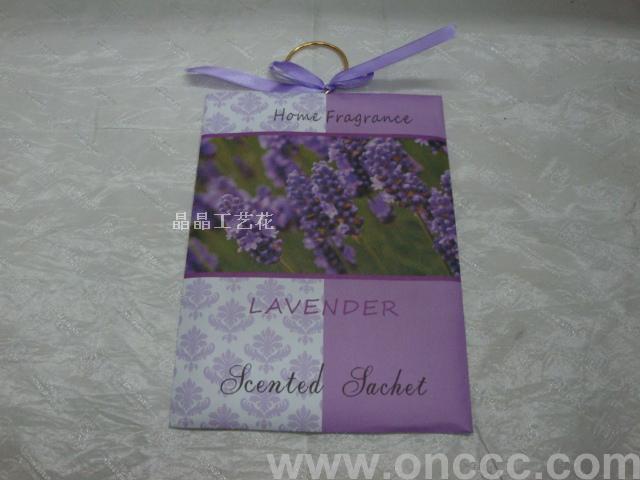 Home Fragrance
晶晶工艺花
LAVENDER
Scented Sachet
www.onccc.com